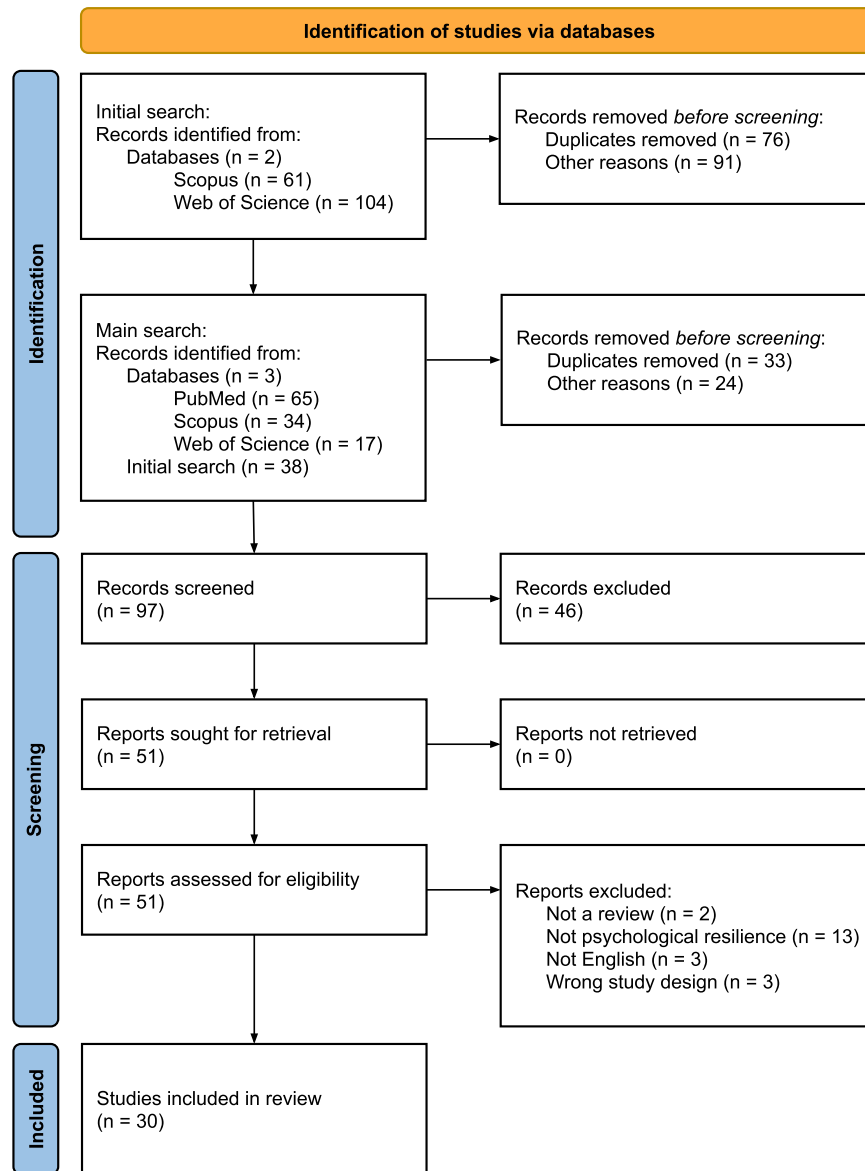 Identification of studies via databases
Identification
Initial search:
Records identified from:
Databases (n = 2)
Scopus (n = 61)
Web of Science (n = 104)
Records removed before screening:
Duplicates removed (n = 76)
Other reasons (n = 91)
Main search:
Records identified from:
Databases (n = 3)
PubMed (n = 65)
Scopus (n = 34)
Web of Science (n = 17)
Initial search (n = 38)
Records removed before screening:
Duplicates removed (n = 33)
Other reasons (n = 24)
Screening
Records screened
(n = 97)
Records excluded
(n = 46)
Reports sought for retrieval
(n = 51)
Reports not retrieved
(n = 0)
Reports assessed for eligibility
(n = 51)
Reports excluded:
Not a review (n = 2)
Not psychological resilience (n = 13)
Not English (n = 3)
Wrong study design (n = 3)
Included
Studies included in review
(n = 30)